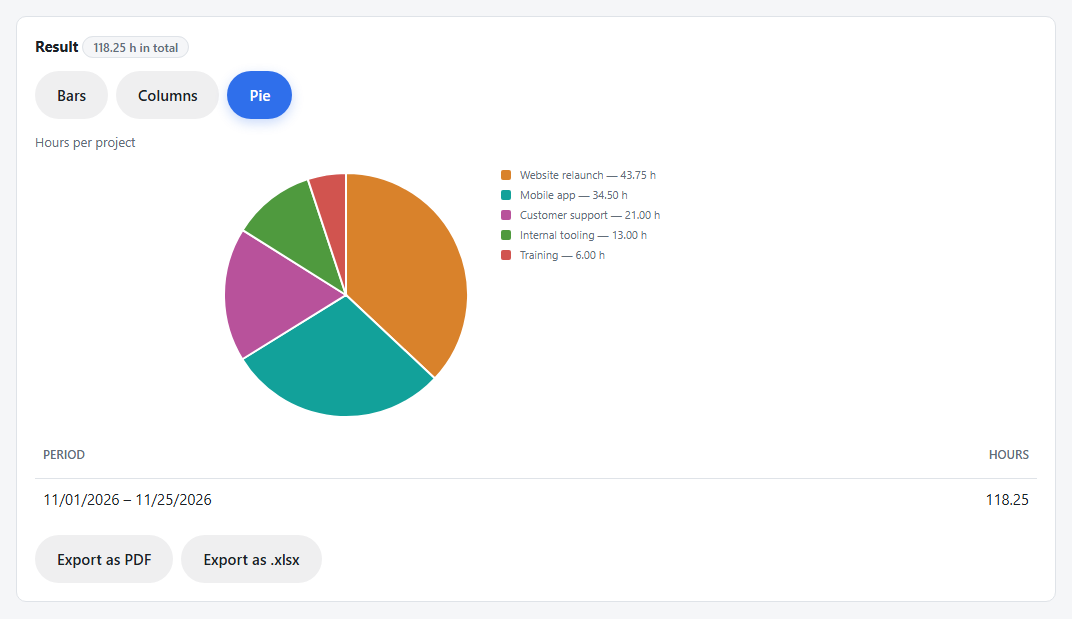 Result 118.25 h in total
Bars Columns Pie
Hours per project
Website relaunch — 43.75 h
Mobile app — 34.50 h
Customer support — 21.00 h
Internal tooling — 13.00 h
Training — 6.00 h
PERIOD HOURS
11/01/2026 – 11/25/2026 118.25
Export as PDF Export as .xlsx